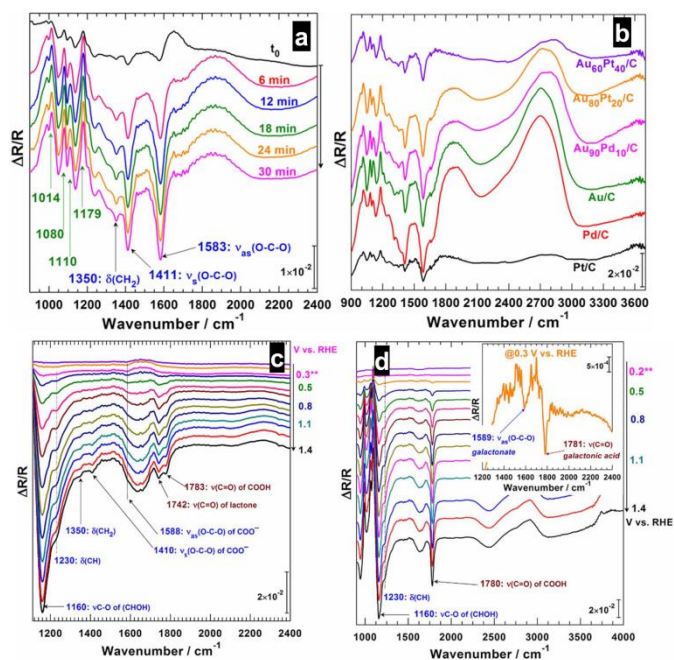 a
t0
6 min
12 min
18 min
24 min
30 min
1014
1080
1110
1179
1583: νas(O-C-O)
1411: νs(O-C-O)
1350: δ(CH2)
1×10-2
ΔR/R
1000 1200 1400 1600 1800 2000 2200 2400
Wavenumber / cm-1
b
Au60Pt40/C
Au80Pt20/C
Au90Pd10/C
Au/C
Pd/C
Pt/C
2×10-2
ΔR/R
900 1200 1500 1800 2100 2400 2700 3000 3300 3600
Wavenumber / cm-1
c
V vs. RHE
0.3**
0.5
0.8
1.1
1.4
1783: ν(C=O) of COOH
1742: ν(C=O) of lactone
1350: δ(CH2)
1588: νas(O-C-O) of COO−
1410: νs(O-C-O) of COO−
1230: δ(CH)
1160: νC-O of (CHOH)
2×10-2
ΔR/R
1200 1400 1600 1800 2000 2200 2400
Wavenumber / cm-1
d
@0.3 V vs. RHE
5×10-4
1589: νas(O-C-O)
galactonate
1781: ν(C=O)
galactonic acid
ΔR/R
1200 1400 1600 1800 2000 2200 2400
Wavenumber / cm-1
0.2**
0.5
0.8
1.1
1.4
V vs. RHE
1780: ν(C=O) of COOH
1230: δ(CH)
1160: νC-O of (CHOH)
2×10-2
ΔR/R
1000 1500 2000 2500 3000 3500 4000
Wavenumber / cm-1